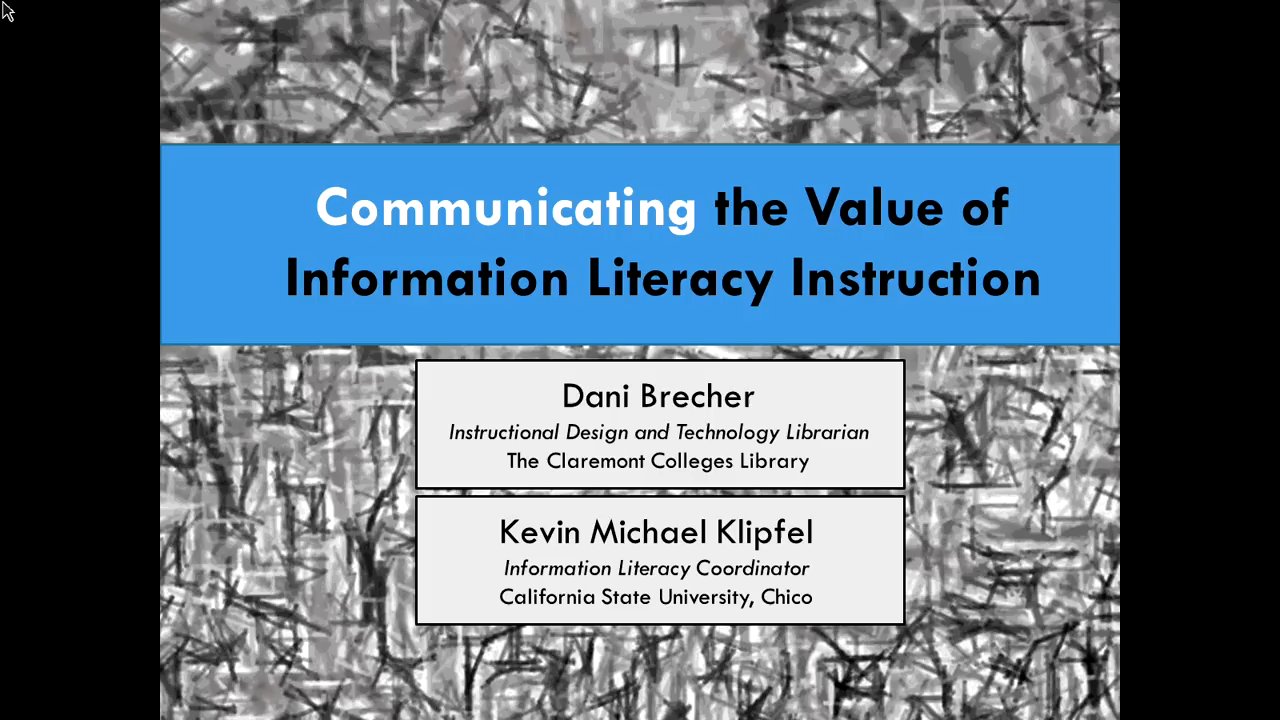 Communicating the Value of
Information Literacy Instruction
Dani Brecher
Instructional Design and Technology Librarian
The Claremont Colleges Library
Kevin Michael Klipfel
Information Literacy Coordinator
California State University, Chico